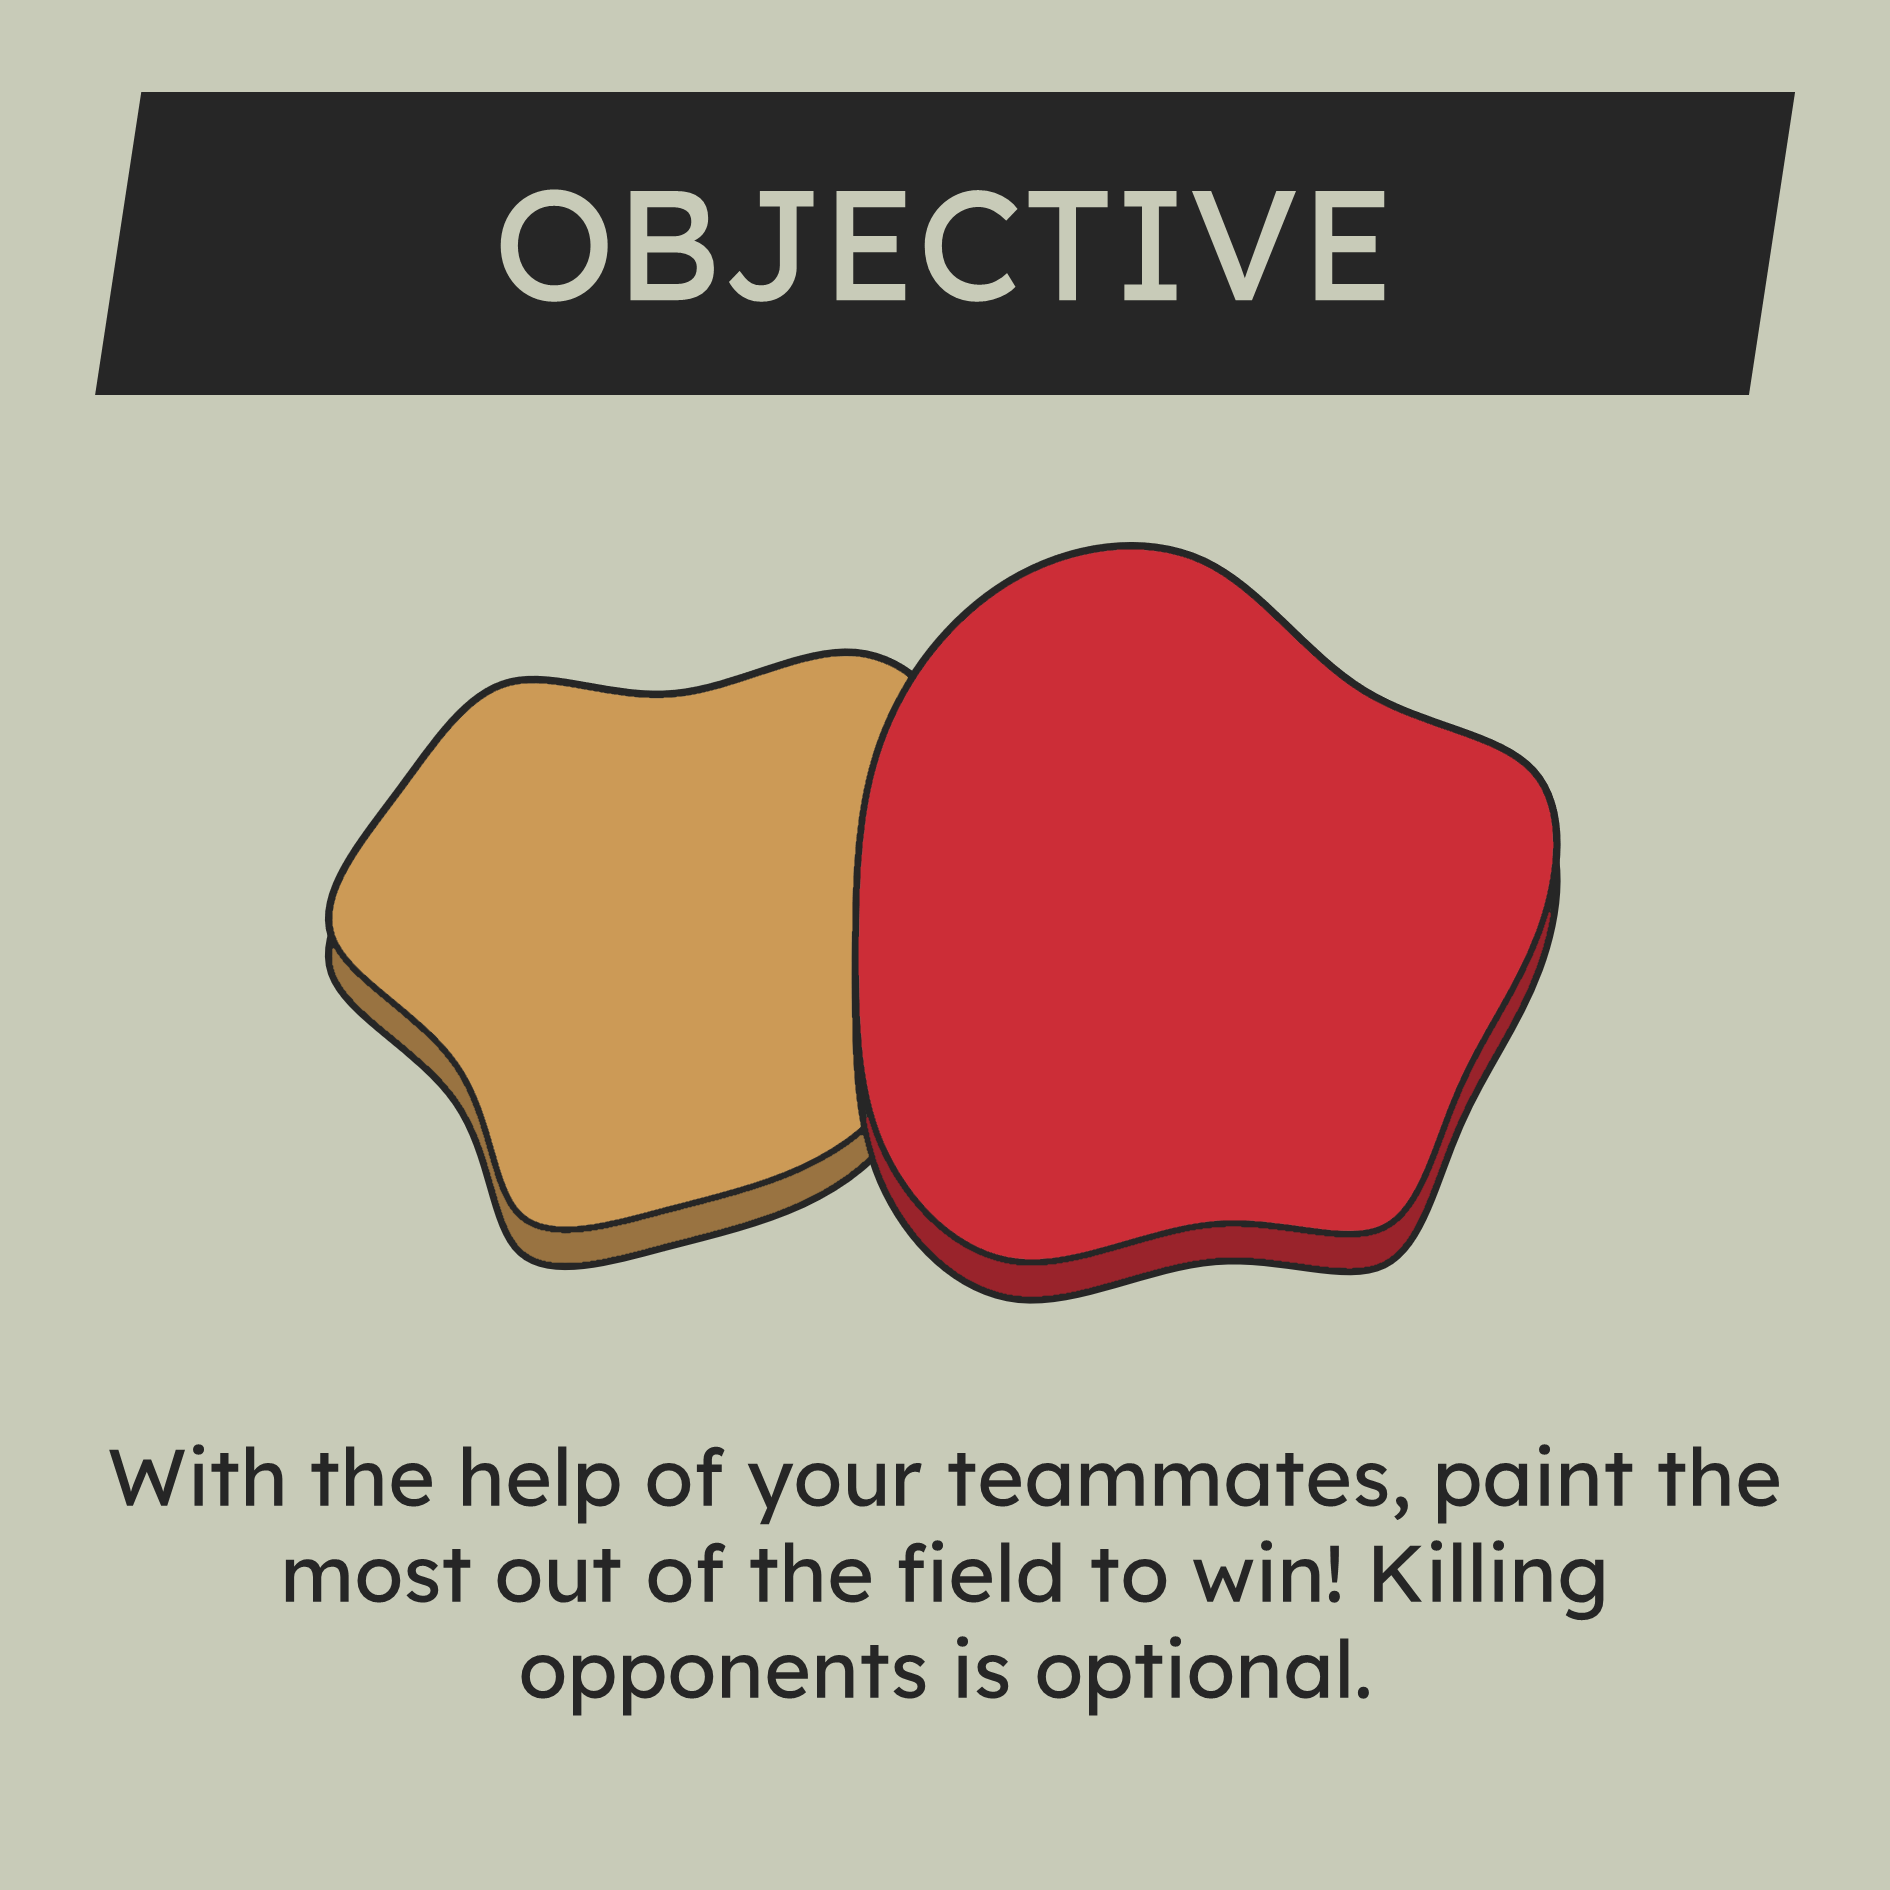 OBJECTIVE
With the help of your teammates, paint the
most out of the field to win! Killing
opponents is optional.